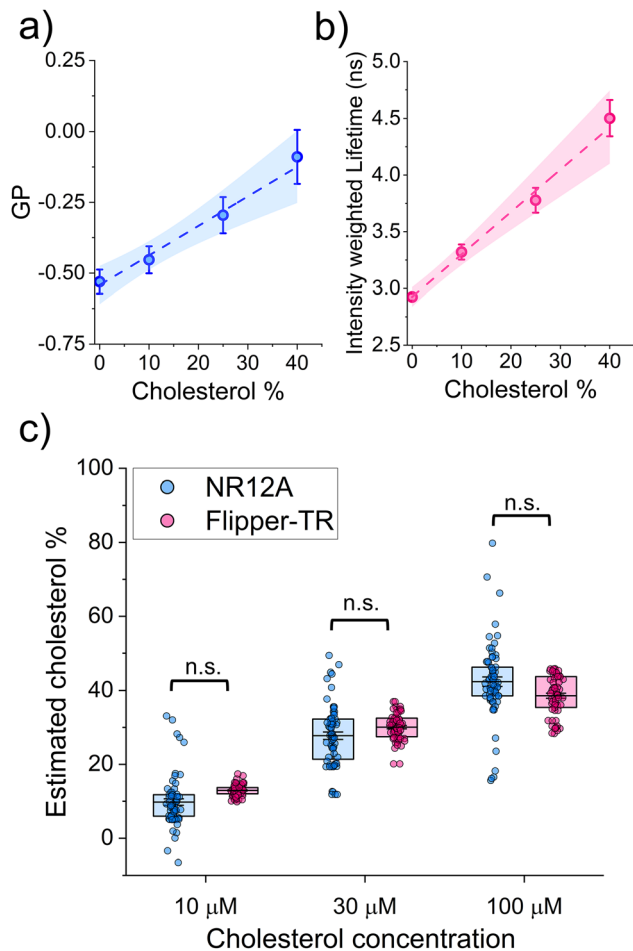 a)
0.25
0.00
-0.25
-0.50
-0.75
GP
0 10 20 30 40
Cholesterol %
b)
5.0
4.5
4.0
3.5
3.0
2.5
Intensity weighted Lifetime (ns)
0 10 20 30 40
Cholesterol %
c)
100
80
60
40
20
0
Estimated cholesterol %
NR12A
Flipper-TR
n.s.
n.s.
n.s.
10 μM 30 μM 100 μM
Cholesterol concentration